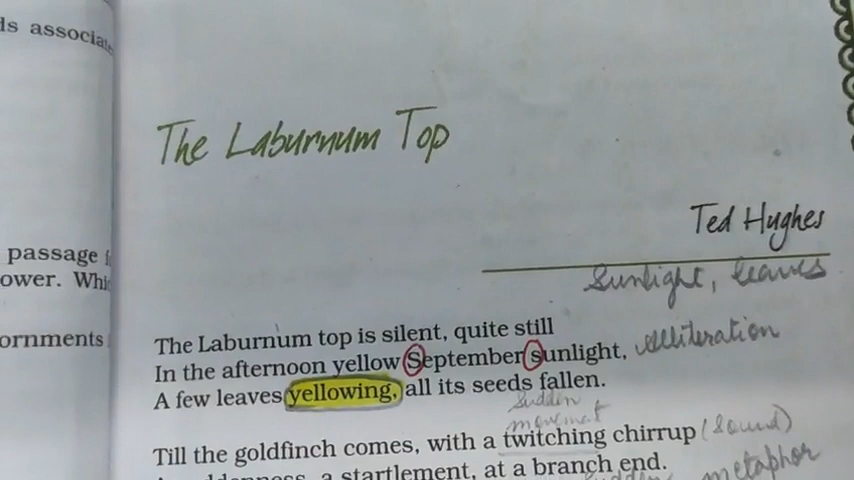 ds associate
The Laburnum Top
Ted Hughes
Sunlight, leaves
passage f
ower. Whi
ornments
The Laburnum top is silent, quite still
In the afternoon yellow September sunlight, alliteration
A few leaves yellowing, all its seeds fallen.
Sudden
movement
Till the goldfinch comes, with a twitching chirrup (Sound)
suddenness, a startlement, at a branch end.
metaphor